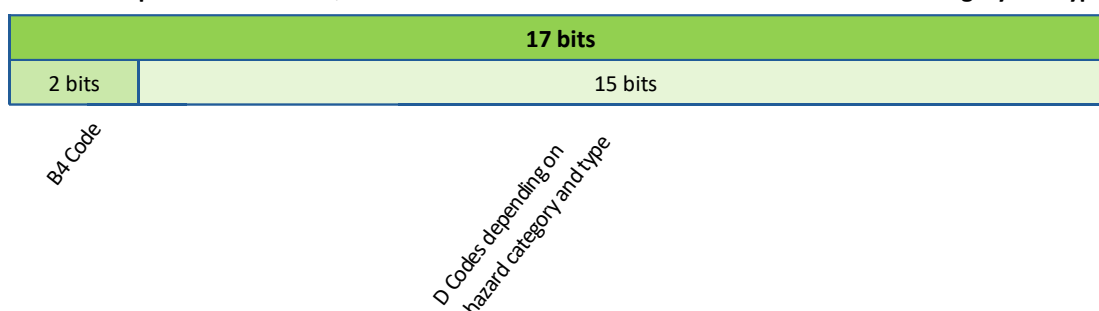 17 bits
2 bits
15 bits
B4 Code
D Codes depending on
hazard category and type